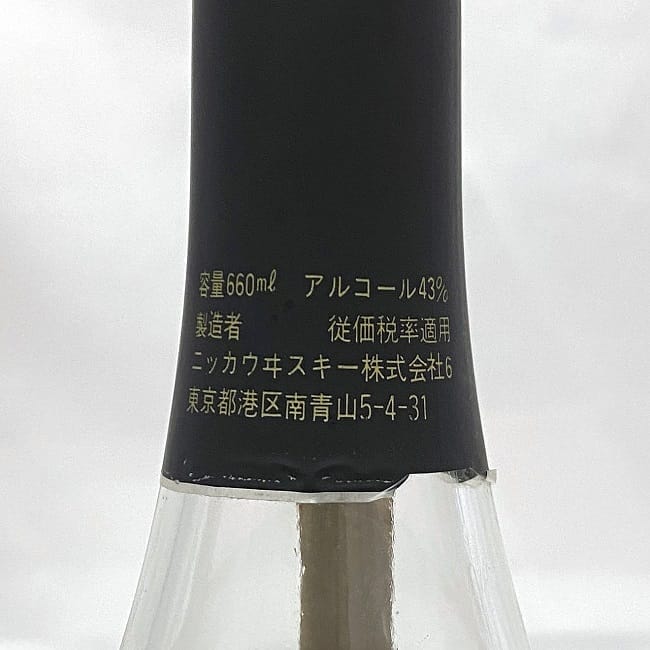 容量660ml アルコール43%
製造者 従価税率適用
ニッカウヰスキー株式会社6
東京都港区南青山5-4-31